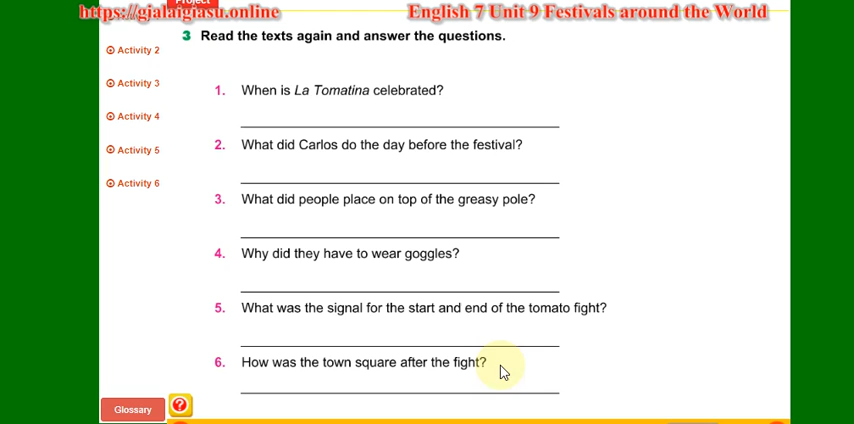 Project
https://gjalajgjasu.online English 7 Unit 9 Festivals around the World
3 Read the texts again and answer the questions.
Activity 2
Activity 3
Activity 4
Activity 5
Activity 6
1. When is La Tomatina celebrated?
2. What did Carlos do the day before the festival?
3. What did people place on top of the greasy pole?
4. Why did they have to wear goggles?
5. What was the signal for the start and end of the tomato fight?
6. How was the town square after the fight?
Glossary ?